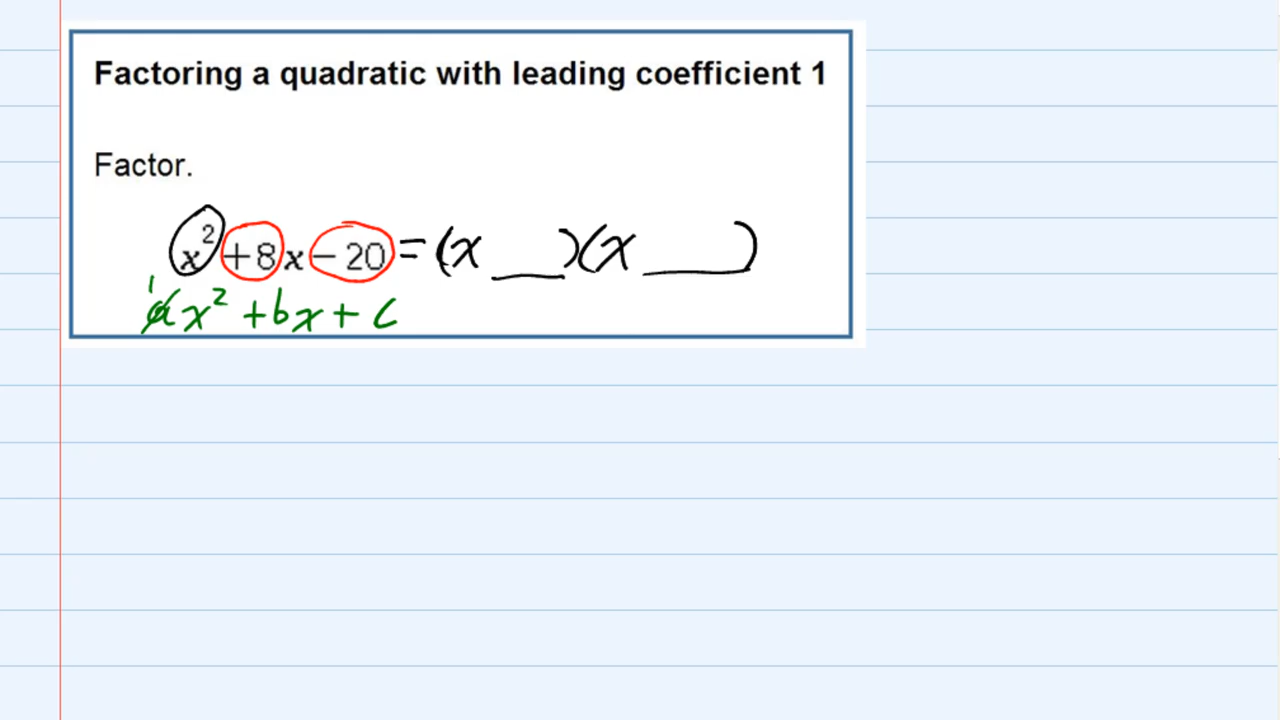 Factoring a quadratic with leading coefficient 1
Factor.
x² +8x −20 = (x ___)(x ___)
1
ax² + bx + c